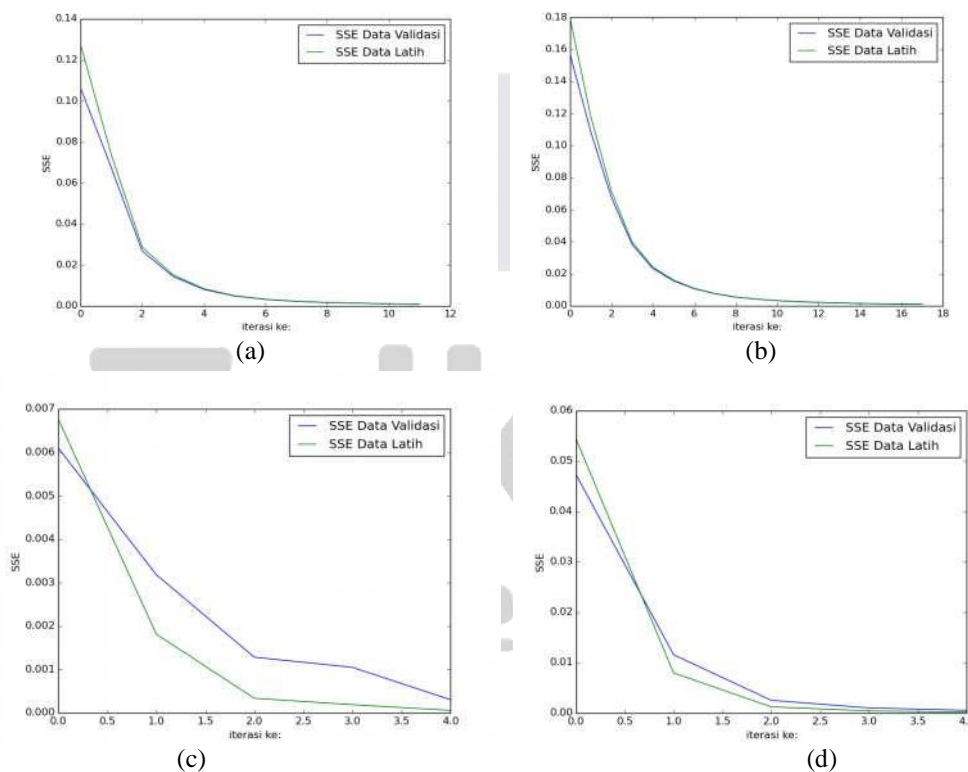 0.14
0.12
0.10
0.08
0.06
0.04
0.02
0.00
SSE
0 2 4 6 8 10 12
iterasi ke:
SSE Data Validasi
SSE Data Latih
(a)
0.18
0.16
0.14
0.12
0.10
0.08
0.06
0.04
0.02
0.00
SSE
0 2 4 6 8 10 12 14 16 18
iterasi ke:
SSE Data Validasi
SSE Data Latih
(b)
0.007
0.006
0.005
0.004
0.003
0.002
0.001
0.000
SSE
0.0 0.5 1.0 1.5 2.0 2.5 3.0 3.5 4.0
iterasi ke:
SSE Data Validasi
SSE Data Latih
(c)
0.06
0.05
0.04
0.03
0.02
0.01
0.00
SSE
0.0 0.5 1.0 1.5 2.0 2.5 3.0 3.5 4.
iterasi ke:
SSE Data Validasi
SSE Data Latih
(d)